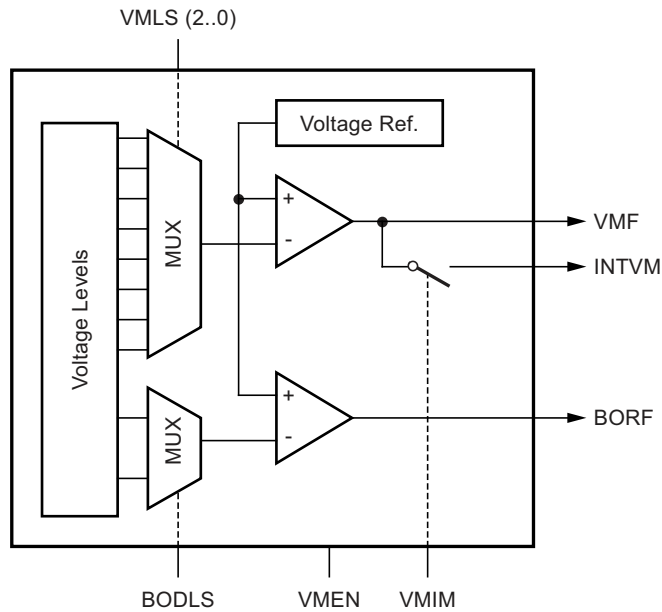 VMLS (2..0)
Voltage Ref.
Voltage Levels
MUX
+
-
VMF
INTVM
MUX
+
-
BORF
BODLS
VMEN
VMIM